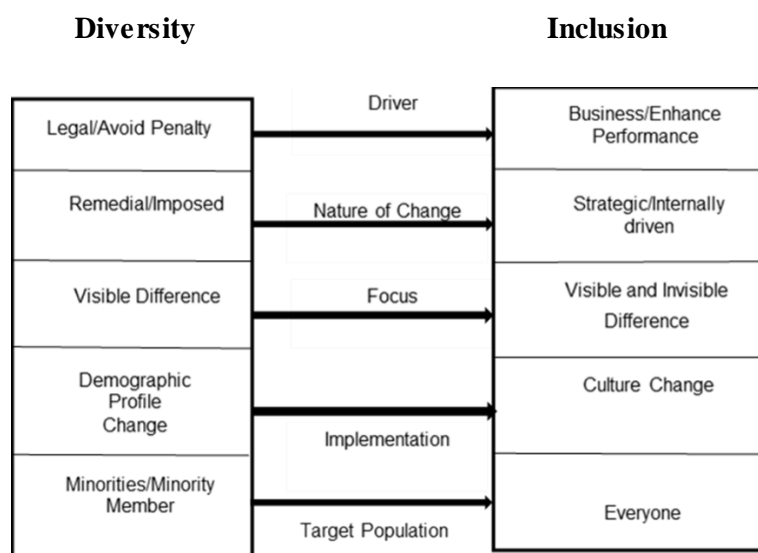 Diversity
Inclusion
Legal/Avoid Penalty
Driver
Business/Enhance
Performance
Remedial/Imposed
Nature of Change
Strategic/Internally
driven
Visible Difference
Focus
Visible and Invisible
Difference
Demographic
Profile
Change
Implementation
Culture Change
Minorities/Minority
Member
Target Population
Everyone